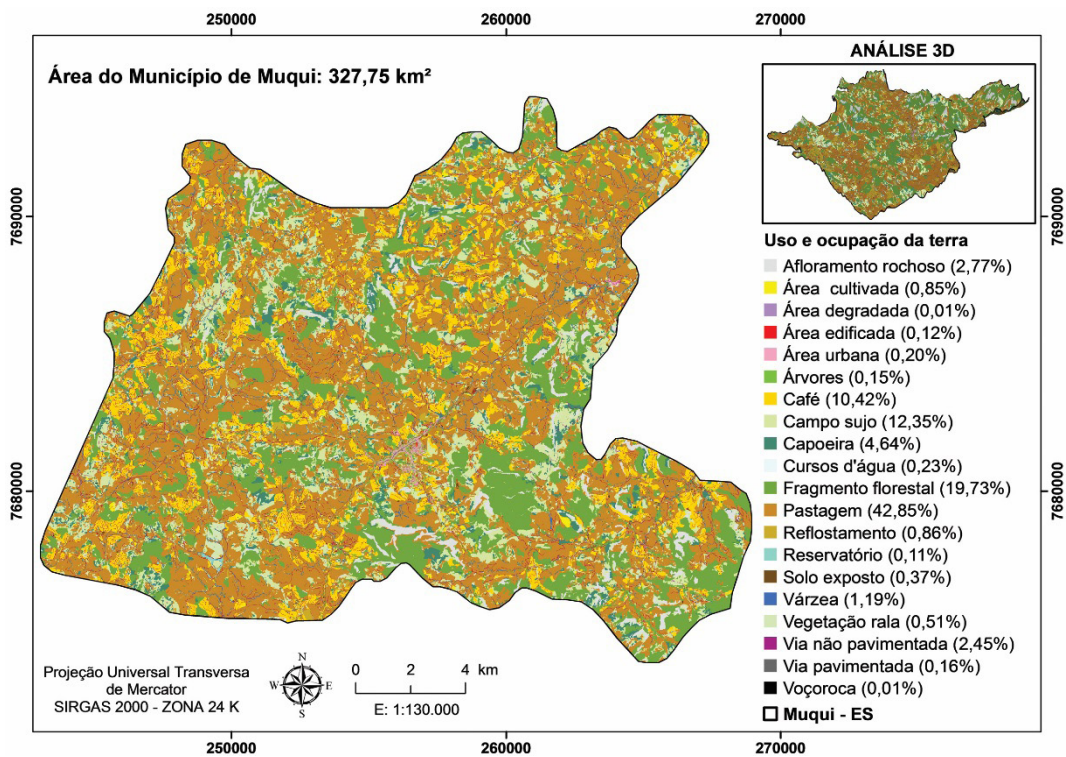 250000
260000
270000
Área do Município de Muqui: 327,75 km²
ANÁLISE 3D
7690000
7690000
Uso e ocupação da terra
Afloramento rochoso (2,77%)
Área cultivada (0,85%)
Área degradada (0,01%)
Área edificada (0,12%)
Área urbana (0,20%)
Árvores (0,15%)
Café (10,42%)
Campo sujo (12,35%)
Capoeira (4,64%)
Cursos d'água (0,23%)
Fragmento florestal (19,73%)
Pastagem (42,85%)
Reflostamento (0,86%)
Reservatório (0,11%)
Solo exposto (0,37%)
Várzea (1,19%)
Vegetação rala (0,51%)
Via não pavimentada (2,45%)
Via pavimentada (0,16%)
Voçoroca (0,01%)
Muqui - ES
7680000
7680000
Projeção Universal Transversa
de Mercator
SIRGAS 2000 - ZONA 24 K
N
W
E
S
0 2 4 km
E: 1:130.000
250000
260000
270000